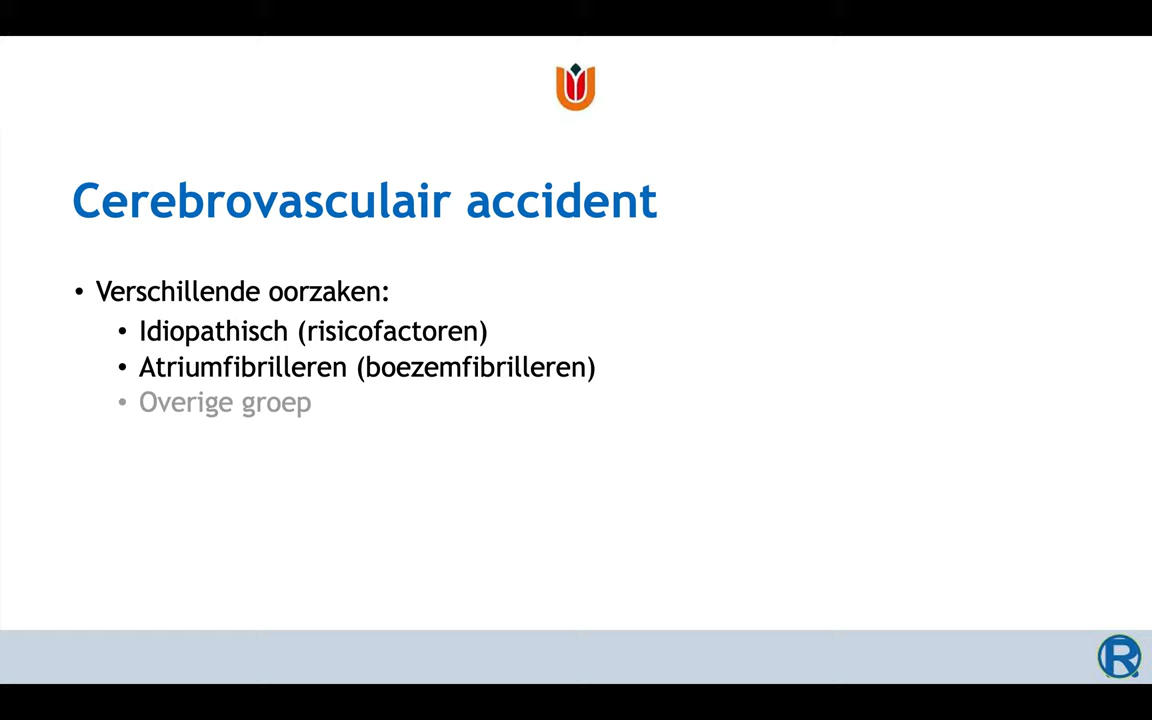 Cerebrovasculair accident
• Verschillende oorzaken:
• Idiopathisch (risicofactoren)
• Atriumfibrilleren (boezemfibrilleren)
• Overige groep
R